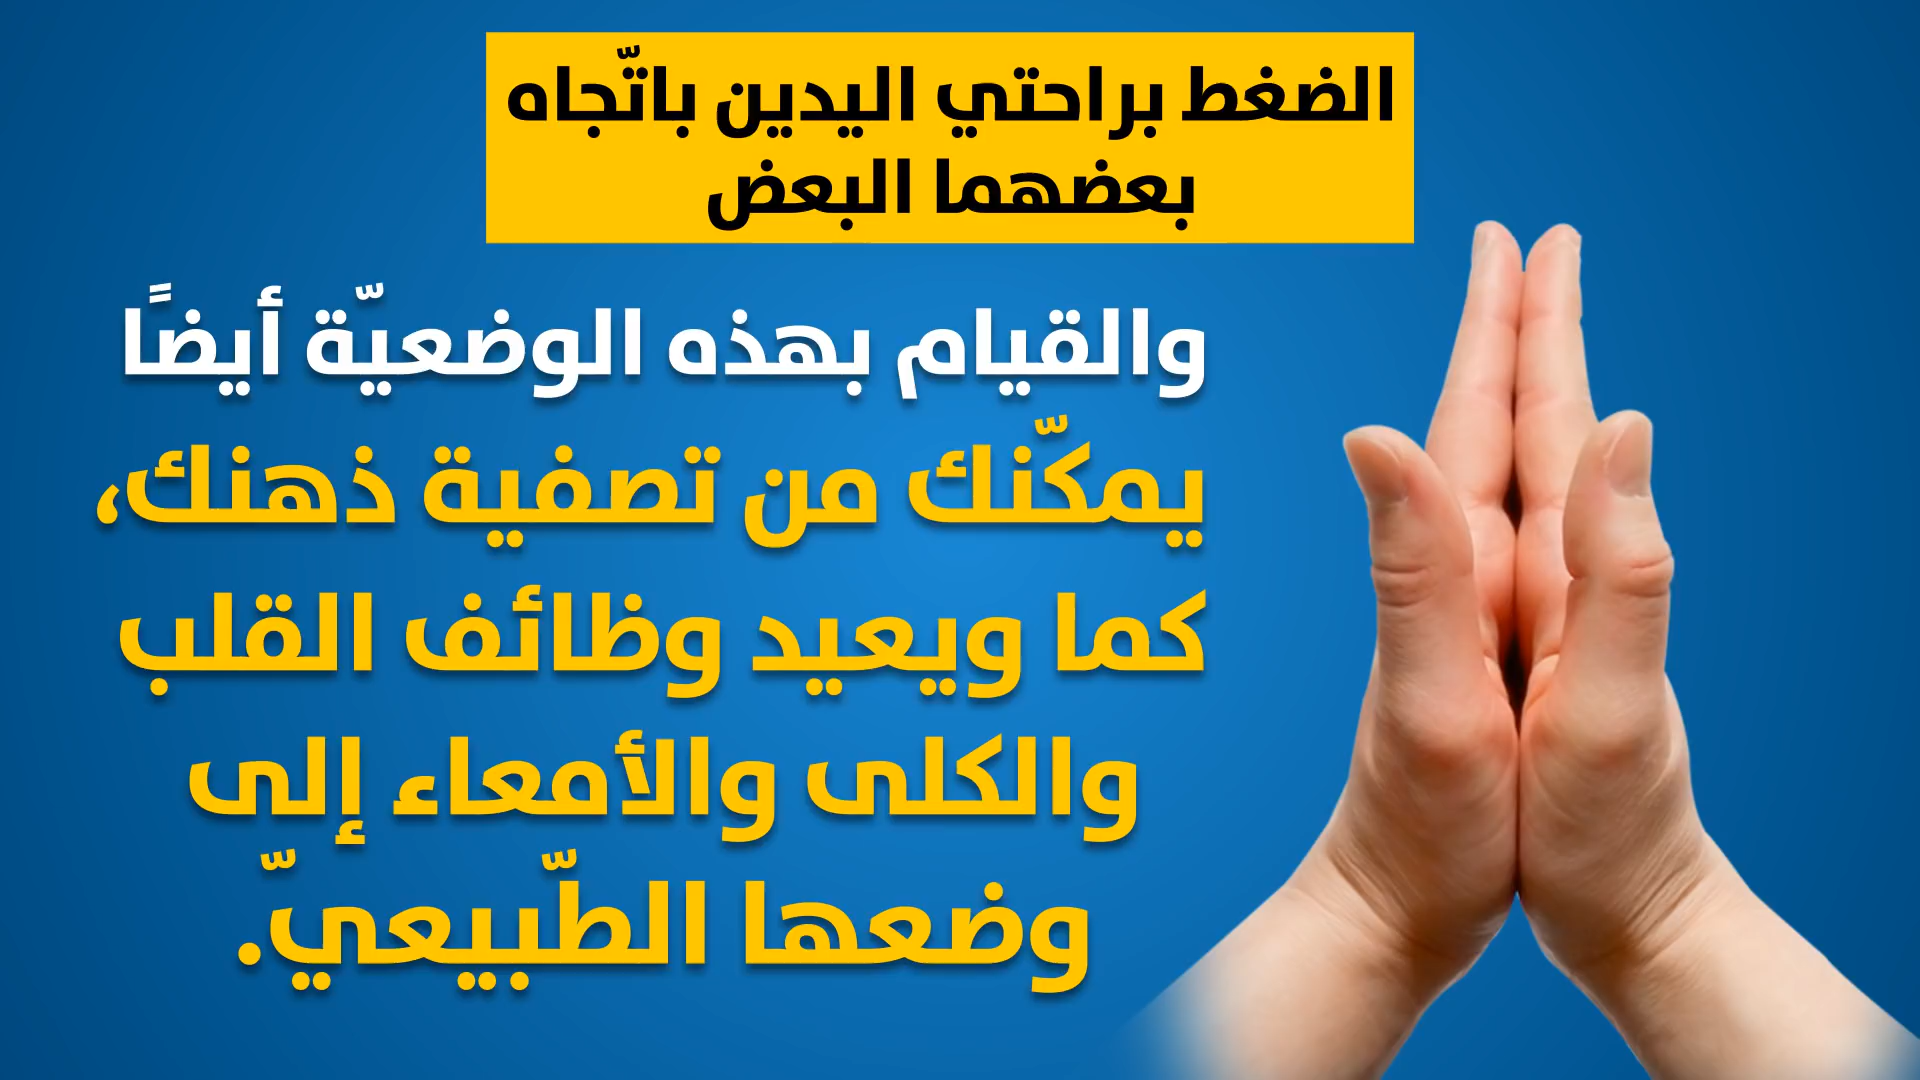 الضغط براحتي اليدين باتّجاه
بعضهما البعض
والقيام بهذه الوضعيّة أيضًا
يمكّنك من تصفية ذهنك،
كما ويعيد وظائف القلب
والكلى والأمعاء إلى
وضعها الطّبيعيّ.